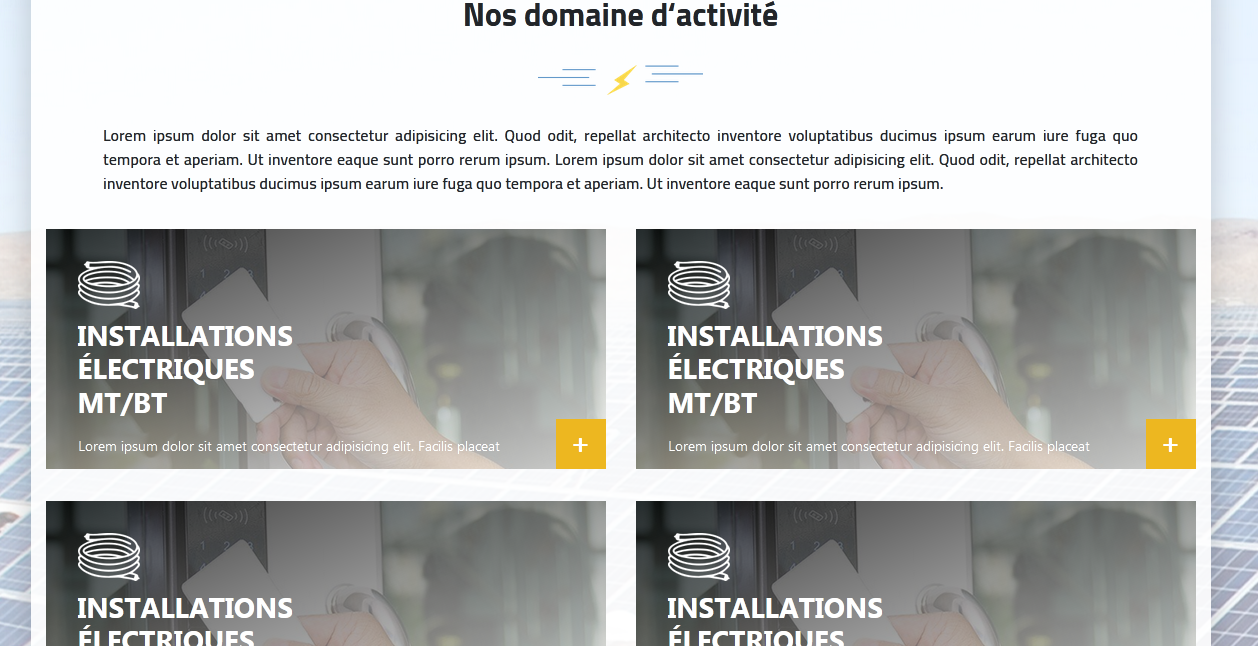 Nos domaine d‘activité
Lorem ipsum dolor sit amet consectetur adipisicing elit. Quod odit, repellat architecto inventore voluptatibus ducimus ipsum earum iure fuga quo
tempora et aperiam. Ut inventore eaque sunt porro rerum ipsum. Lorem ipsum dolor sit amet consectetur adipisicing elit. Quod odit, repellat architecto
inventore voluptatibus ducimus ipsum earum iure fuga quo tempora et aperiam. Ut inventore eaque sunt porro rerum ipsum.
INSTALLATIONS
ÉLECTRIQUES
MT/BT
Lorem ipsum dolor sit amet consectetur adipisicing elit. Facilis placeat
+
INSTALLATIONS
ÉLECTRIQUES
MT/BT
Lorem ipsum dolor sit amet consectetur adipisicing elit. Facilis placeat
+
INSTALLATIONS
ÉLECTRIQUES
INSTALLATIONS
ÉLECTRIQUES